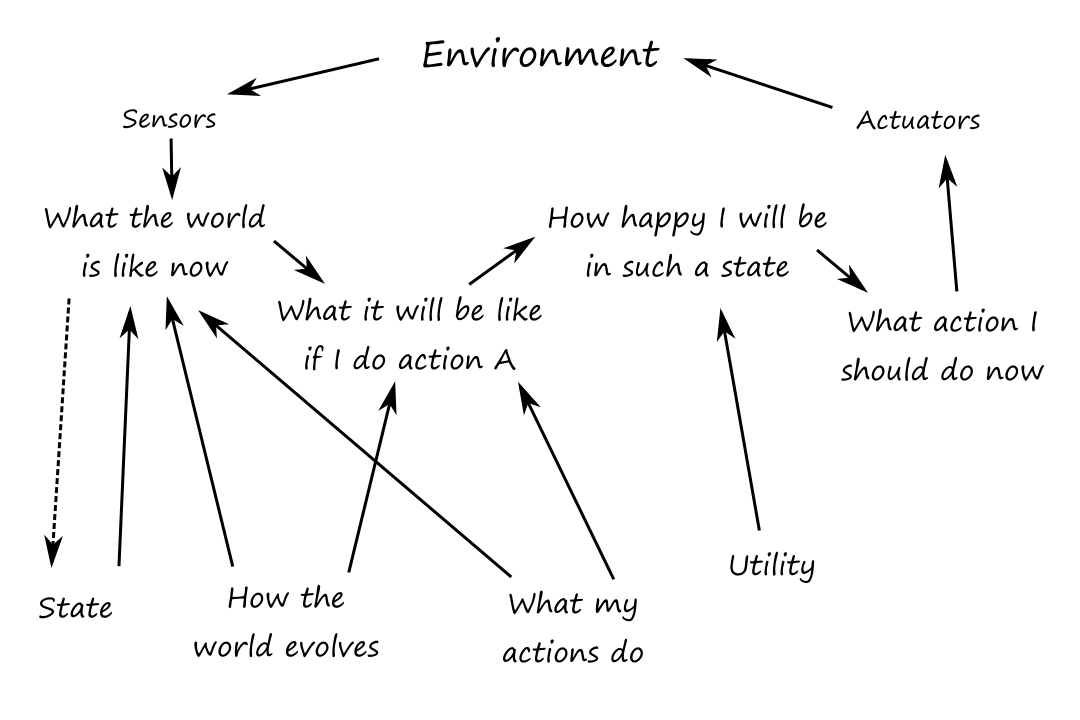 Environment
Sensors
Actuators
What the world
is like now
How happy I will be
in such a state
What it will be like
if I do action A
What action I
should do now
State
How the
world evolves
What my
actions do
Utility